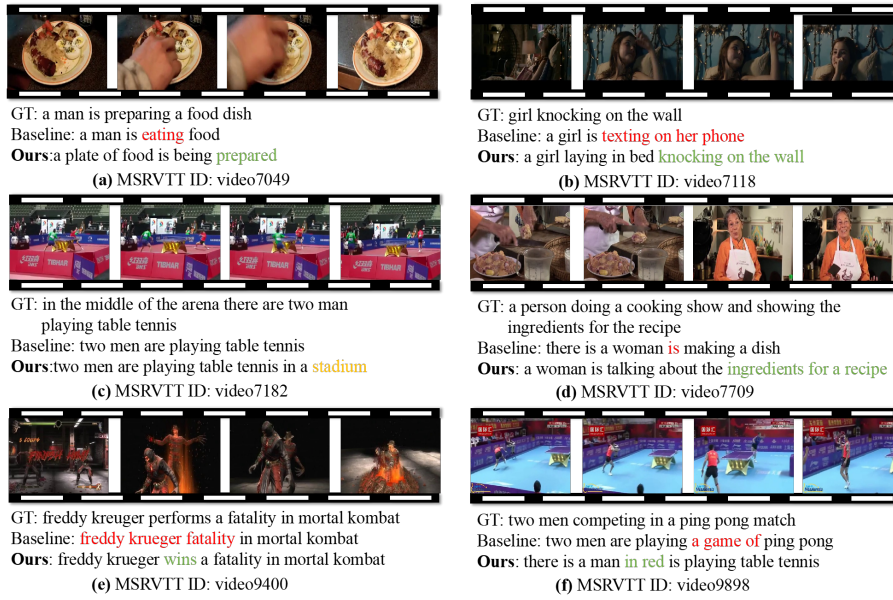 GT: a man is preparing a food dish
Baseline: a man is eating food
Ours:a plate of food is being prepared
(a) MSRVTT ID: video7049
GT: girl knocking on the wall
Baseline: a girl is texting on her phone
Ours: a girl laying in bed knocking on the wall
(b) MSRVTT ID: video7118
TIBHAR
GT: in the middle of the arena there are two man
playing table tennis
Baseline: two men are playing table tennis
Ours:two men are playing table tennis in a stadium
(c) MSRVTT ID: video7182
GT: a person doing a cooking show and showing the
ingredients for the recipe
Baseline: there is a woman is making a dish
Ours: a woman is talking about the ingredients for a recipe
(d) MSRVTT ID: video7709
GT: freddy kreuger performs a fatality in mortal kombat
Baseline: freddy krueger fatality in mortal kombat
Ours: freddy krueger wins a fatality in mortal kombat
(e) MSRVTT ID: video9400
GT: two men competing in a ping pong match
Baseline: two men are playing a game of ping pong
Ours: there is a man in red is playing table tennis
(f) MSRVTT ID: video9898